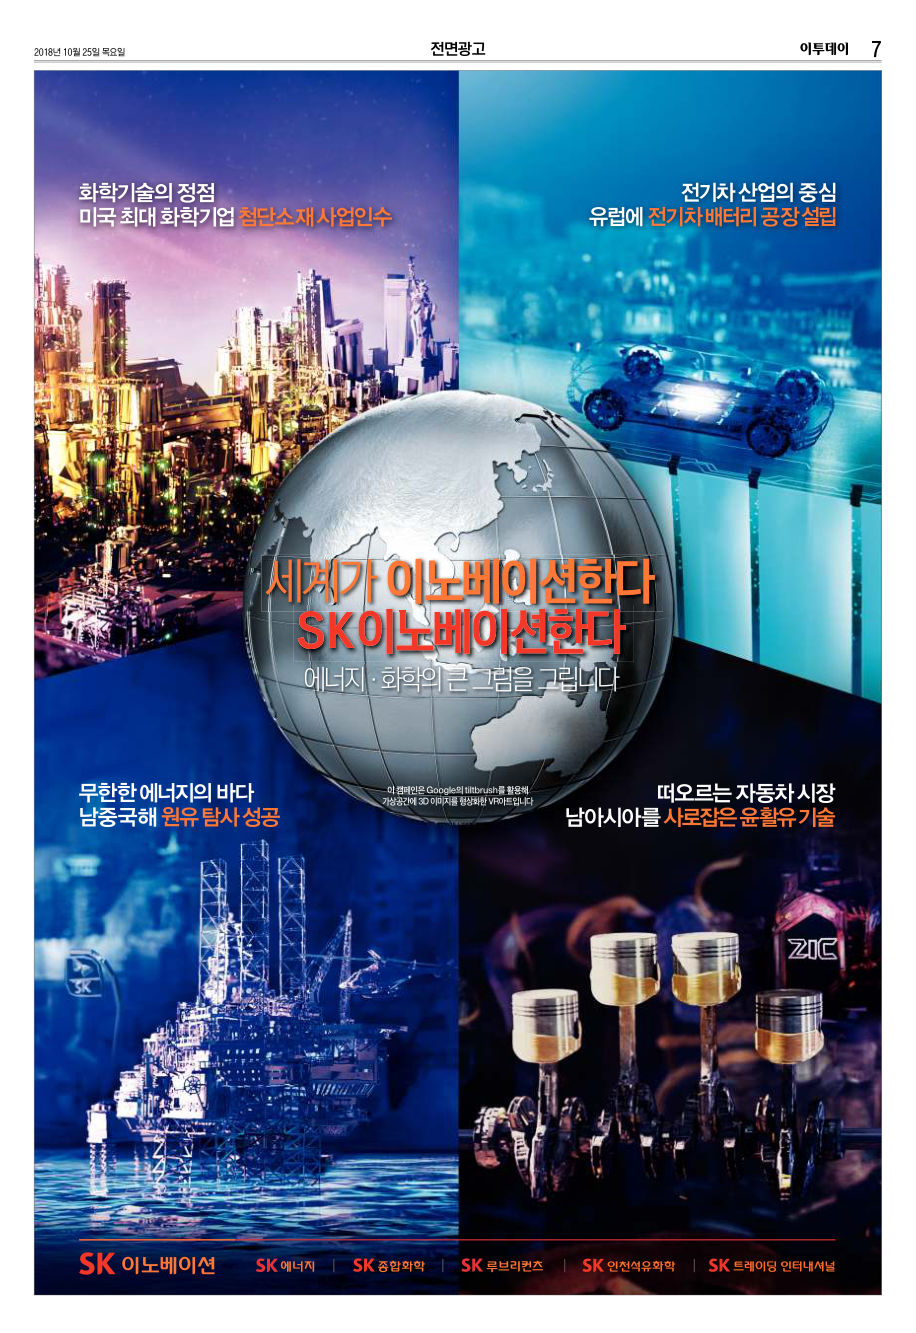 2018년 10월 25일 목요일
전면광고
이투데이 7
화학기술의 정점
미국 최대 화학기업 첨단소재사업인수
전기차 산업의 중심
유럽에 전기차 배터리 공장 설립
세계가 이노베이션한다
SK이노베이션한다
에너지·화학의 큰 그림을 그립니다
이 캠페인은 Google의 tiltbrush를 활용해,
가상공간에 3D 이미지를 형상화한 VR아트입니다
무한한 에너지의 바다
남중국해 원유 탐사 성공
떠오르는 자동차 시장
남아시아를 사로잡은 윤활유 기술
SK
ZIC
SK 이노베이션
SK 에너지 | SK 종합화학 | SK 루브리컨츠 | SK 인천석유화학 | SK 트레이딩 인터내셔널